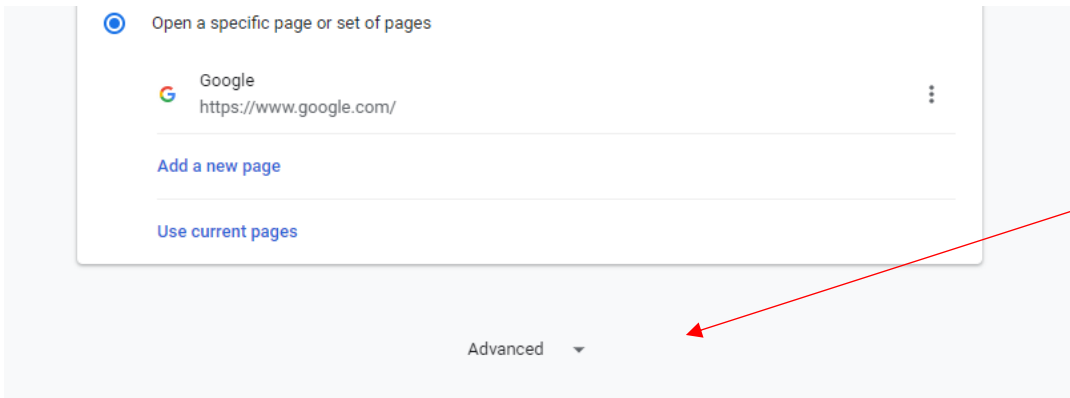 Open a specific page or set of pages
Google
https://www.google.com/
Add a new page
Use current pages
Advanced